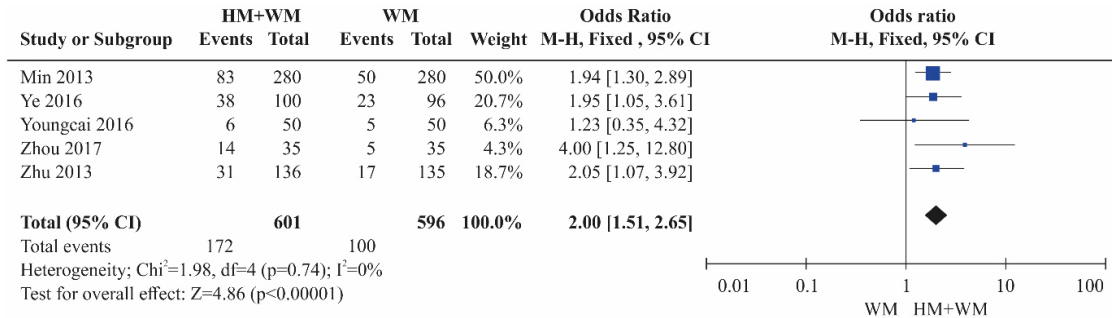 HM+WM WM Odds Ratio Odds ratio
Study or Subgroup Events Total Events Total Weight M-H, Fixed , 95% CI M-H, Fixed, 95% CI
Min 2013 83 280 50 280 50.0% 1.94 [1.30, 2.89]
Ye 2016 38 100 23 96 20.7% 1.95 [1.05, 3.61]
Youngcai 2016 6 50 5 50 6.3% 1.23 [0.35, 4.32]
Zhou 2017 14 35 5 35 4.3% 4.00 [1.25, 12.80]
Zhu 2013 31 136 17 135 18.7% 2.05 [1.07, 3.92]
Total (95% CI) 601 596 100.0% 2.00 [1.51, 2.65]
Total events 172 100
Heterogeneity; Chi²=1.98, df=4 (p=0.74); I²=0%
Test for overall effect: Z=4.86 (p<0.00001)
0.01 0.1 1 10 100
WM HM+WM